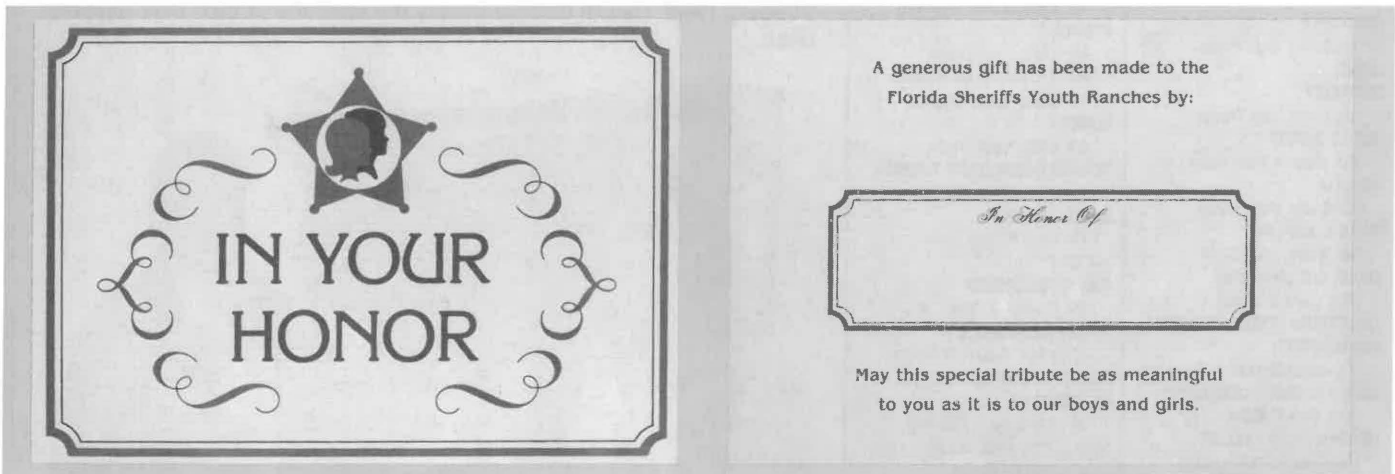 IN YOUR
HONOR
A generous gift has been made to the
Florida Sheriffs Youth Ranches by:
In Honor Of
May this special tribute be as meaningful
to you as it is to our boys and girls.